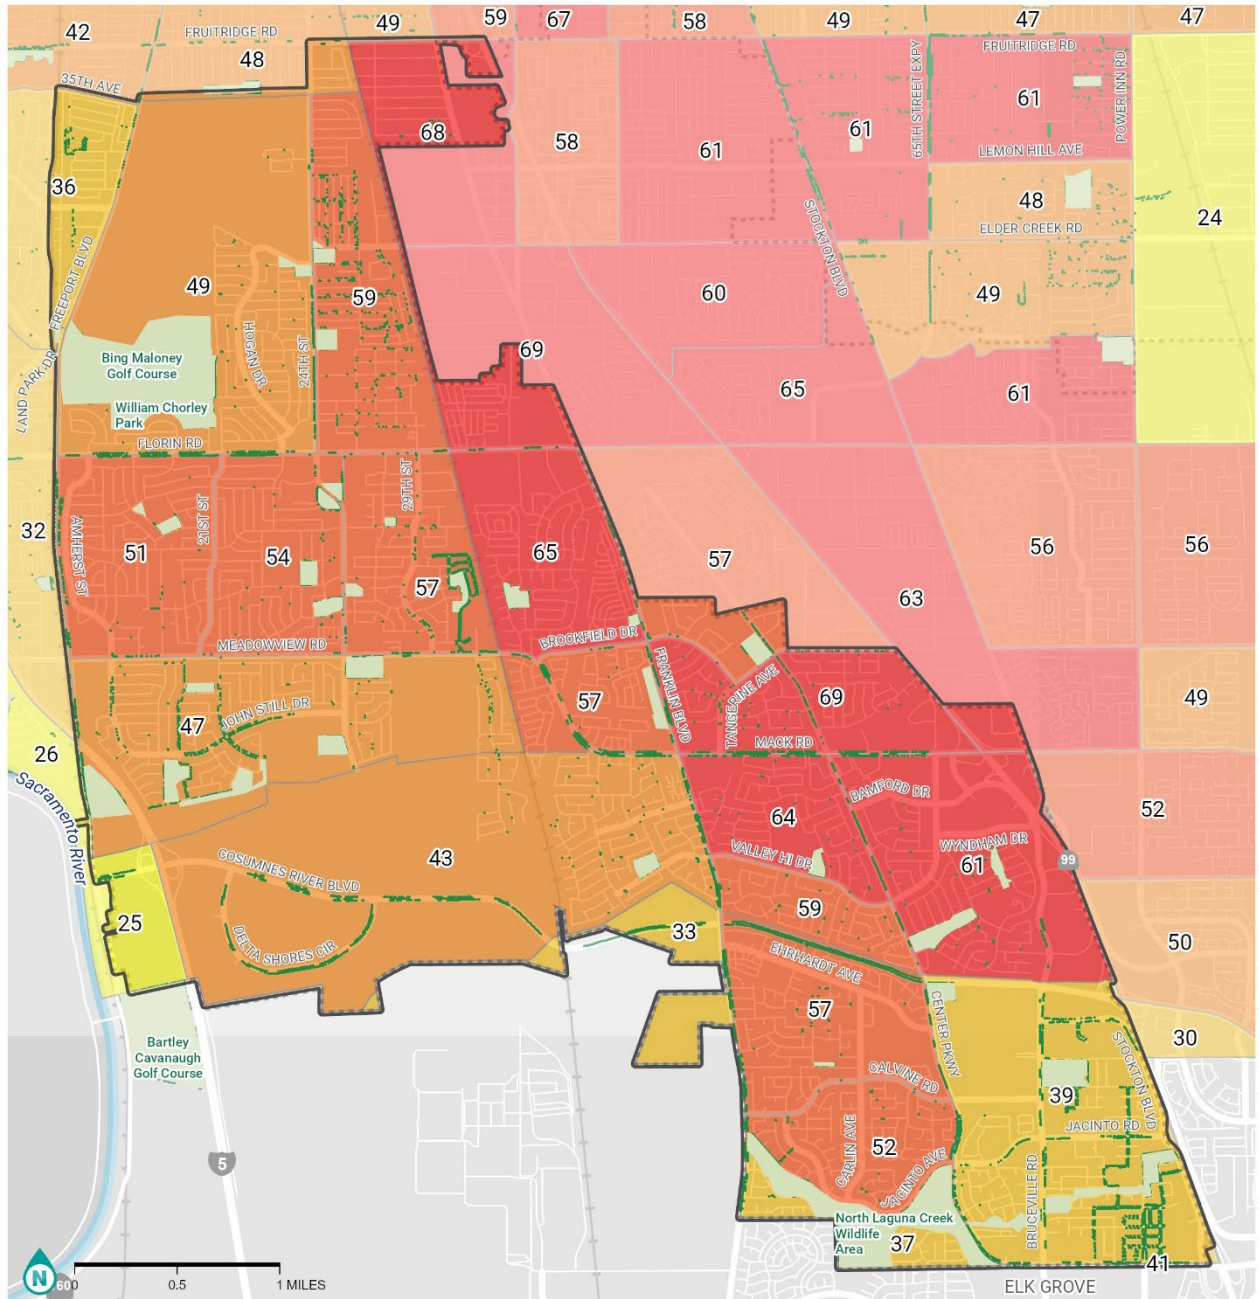 42
FRUITRIDGE RD
49
59
67
58
49
47
47
48
35TH AVE
FRUITRIDGE RD
65TH STREET EXPY
POWER INN RD
68
58
61
61
61
LEMON HILL AVE
36
48
ELDER CREEK RD
24
STOCKTON BLVD
FREEPORT BLVD
49
59
60
49
HOGAN DR
24TH ST
LAND PARK DR
Bing Maloney
Golf Course
69
65
61
William Chorley
Park
FLORIN RD
29TH ST
21ST ST
AMHERST ST
32
51
54
57
65
57
63
56
56
MEADOWVIEW RD
BROOKFIELD DR
FRANKLIN BLVD
TANGERINE AVE
47
JOHN STILL DR
57
69
49
MACK RD
26
Sacramento River
BAMFORD DR
64
52
VALLEY HI DR
WYNDHAM DR
43
61
99
COSUMNES RIVER BLVD
59
25
33
DELTA SHORES CIR
EHRHARDT AVE
50
57
CENTER PKWY
30
Bartley
Cavanaugh
Golf Course
STOCKTON BLVD
CALVINE RD
39
JACINTO RD
5
CARLIN AVE
52
JACINTO AVE
BRUCEVILLE RD
North Laguna Creek
Wildlife
Area
37
41
N
160
0
0.5
1 MILES
ELK GROVE